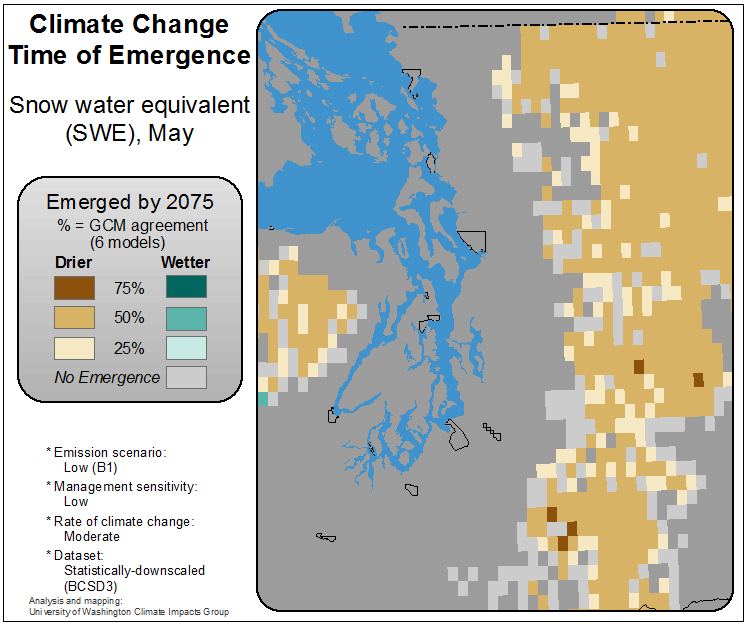 Climate Change
Time of Emergence
Snow water equivalent
(SWE), May
Emerged by 2075
% = GCM agreement
(6 models)
Drier Wetter
75%
50%
25%
No Emergence
* Emission scenario:
Low (B1)
* Management sensitivity:
Low
* Rate of climate change:
Moderate
* Dataset:
Statistically-downscaled
(BCSD3)
Analysis and mapping:
University of Washington Climate Impacts Group